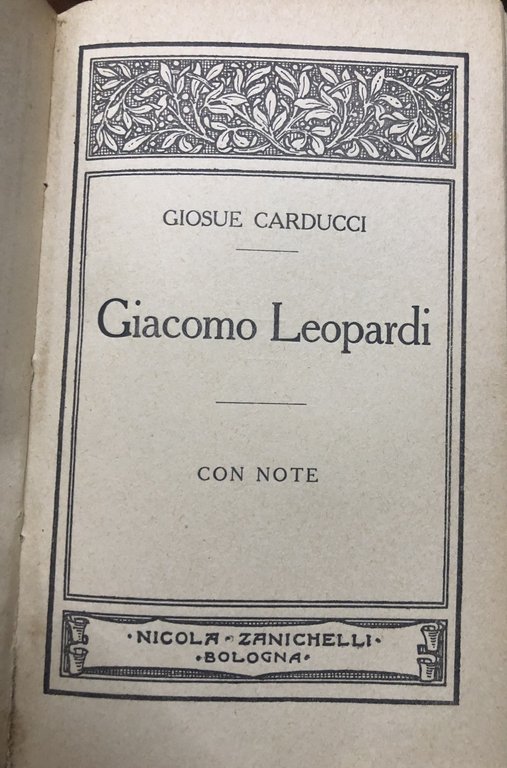 GIOSUE CARDUCCI
Giacomo Leopardi
CON NOTE
·NICOLA·ZANICHELLI·
·BOLOGNA·